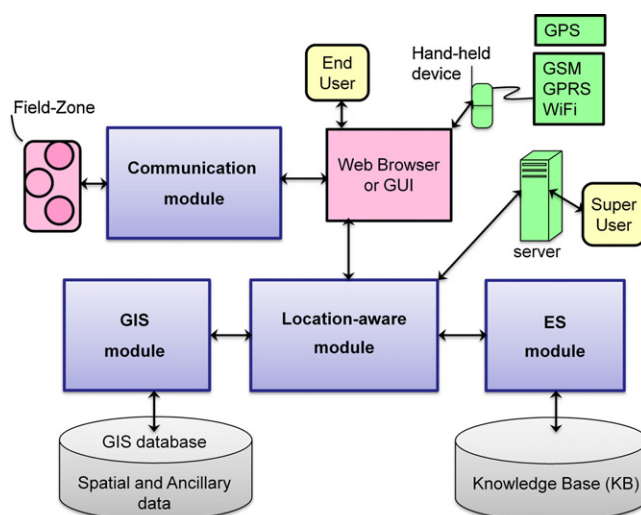 GPS
End
User
Hand-held
device
GSM
GPRS
WiFi
Field-Zone
Communication
module
Web Browser
or GUI
Super
User
server
GIS
module
Location-aware
module
ES
module
GIS database
Spatial and Ancillary
data
Knowledge Base (KB)